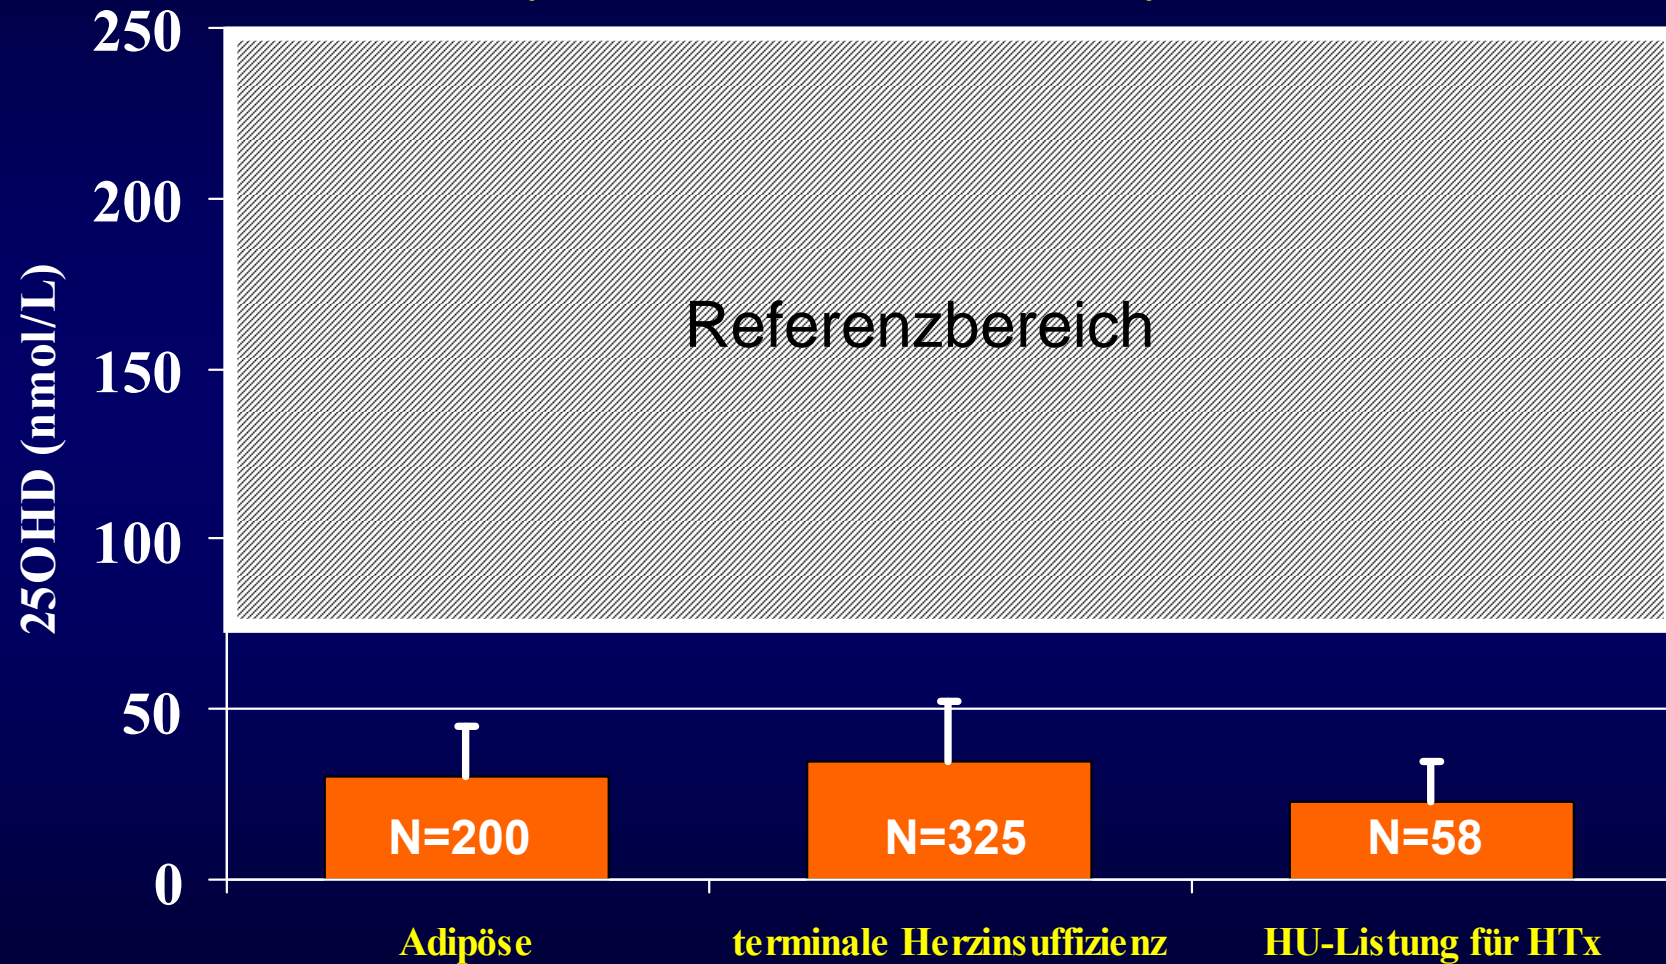 250
200
150
100
50
0
25OHD (nmol/L)
Referenzbereich
N=200
N=325
N=58
Adipöse
terminale Herzinsuffizienz
HU-Listung für HTx